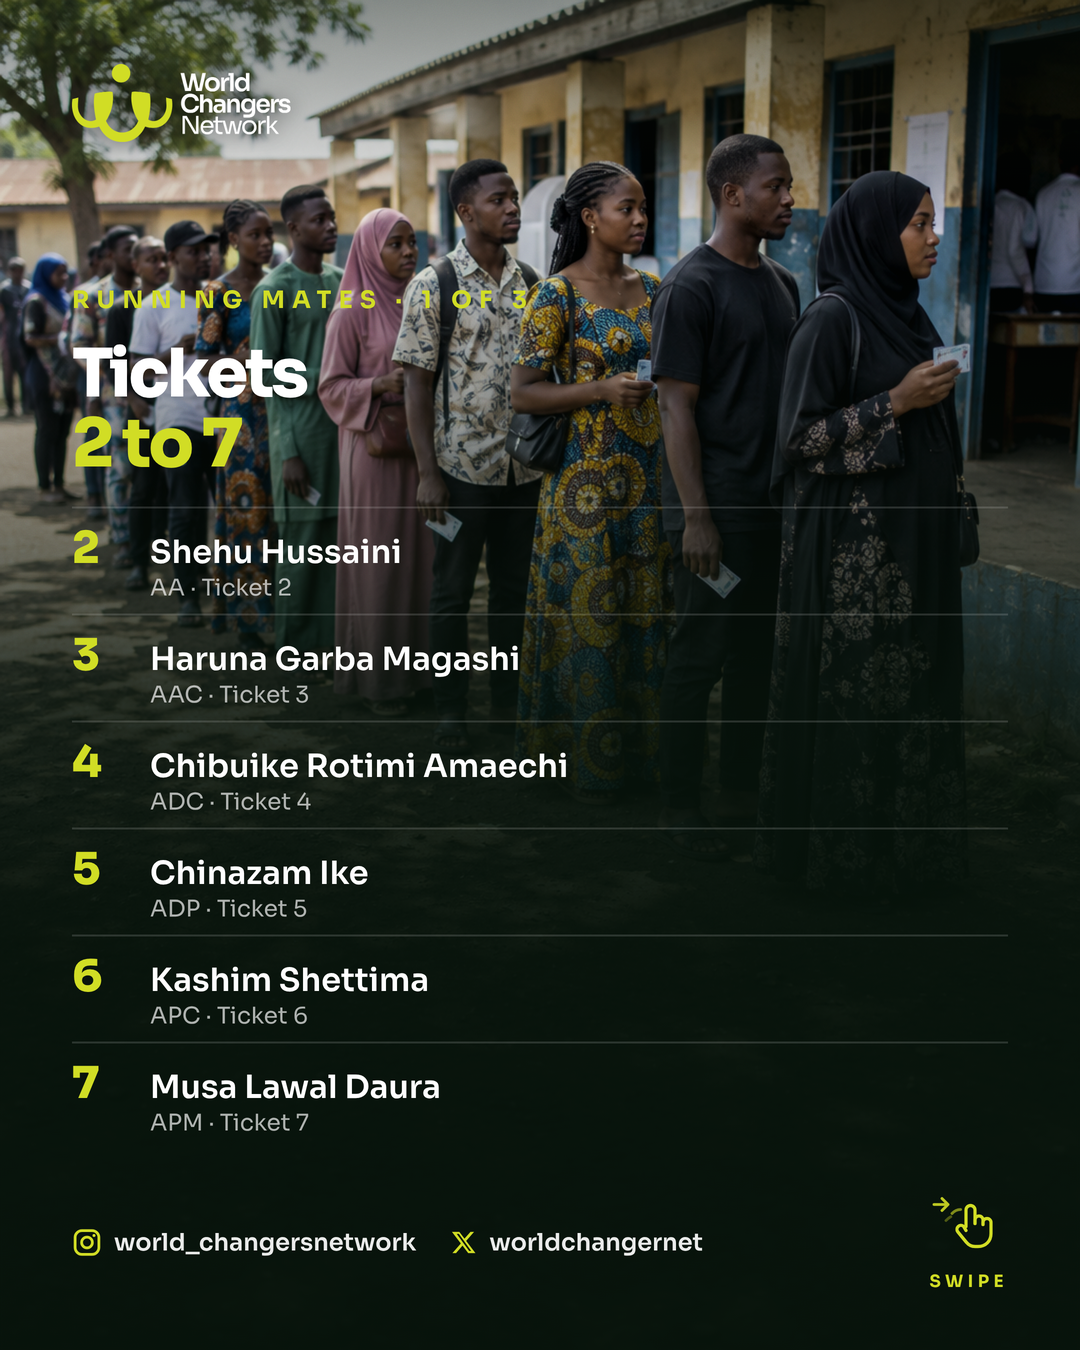 World
Changers
Network
RUNNING MATES · 1 OF 3
Tickets
2 to 7
2
Shehu Hussaini
AA · Ticket 2
3
Haruna Garba Magashi
AAC · Ticket 3
4
Chibuike Rotimi Amaechi
ADC · Ticket 4
5
Chinazam Ike
ADP · Ticket 5
6
Kashim Shettima
APC · Ticket 6
7
Musa Lawal Daura
APM · Ticket 7
world_changersnetwork
worldchangernet
SWIPE